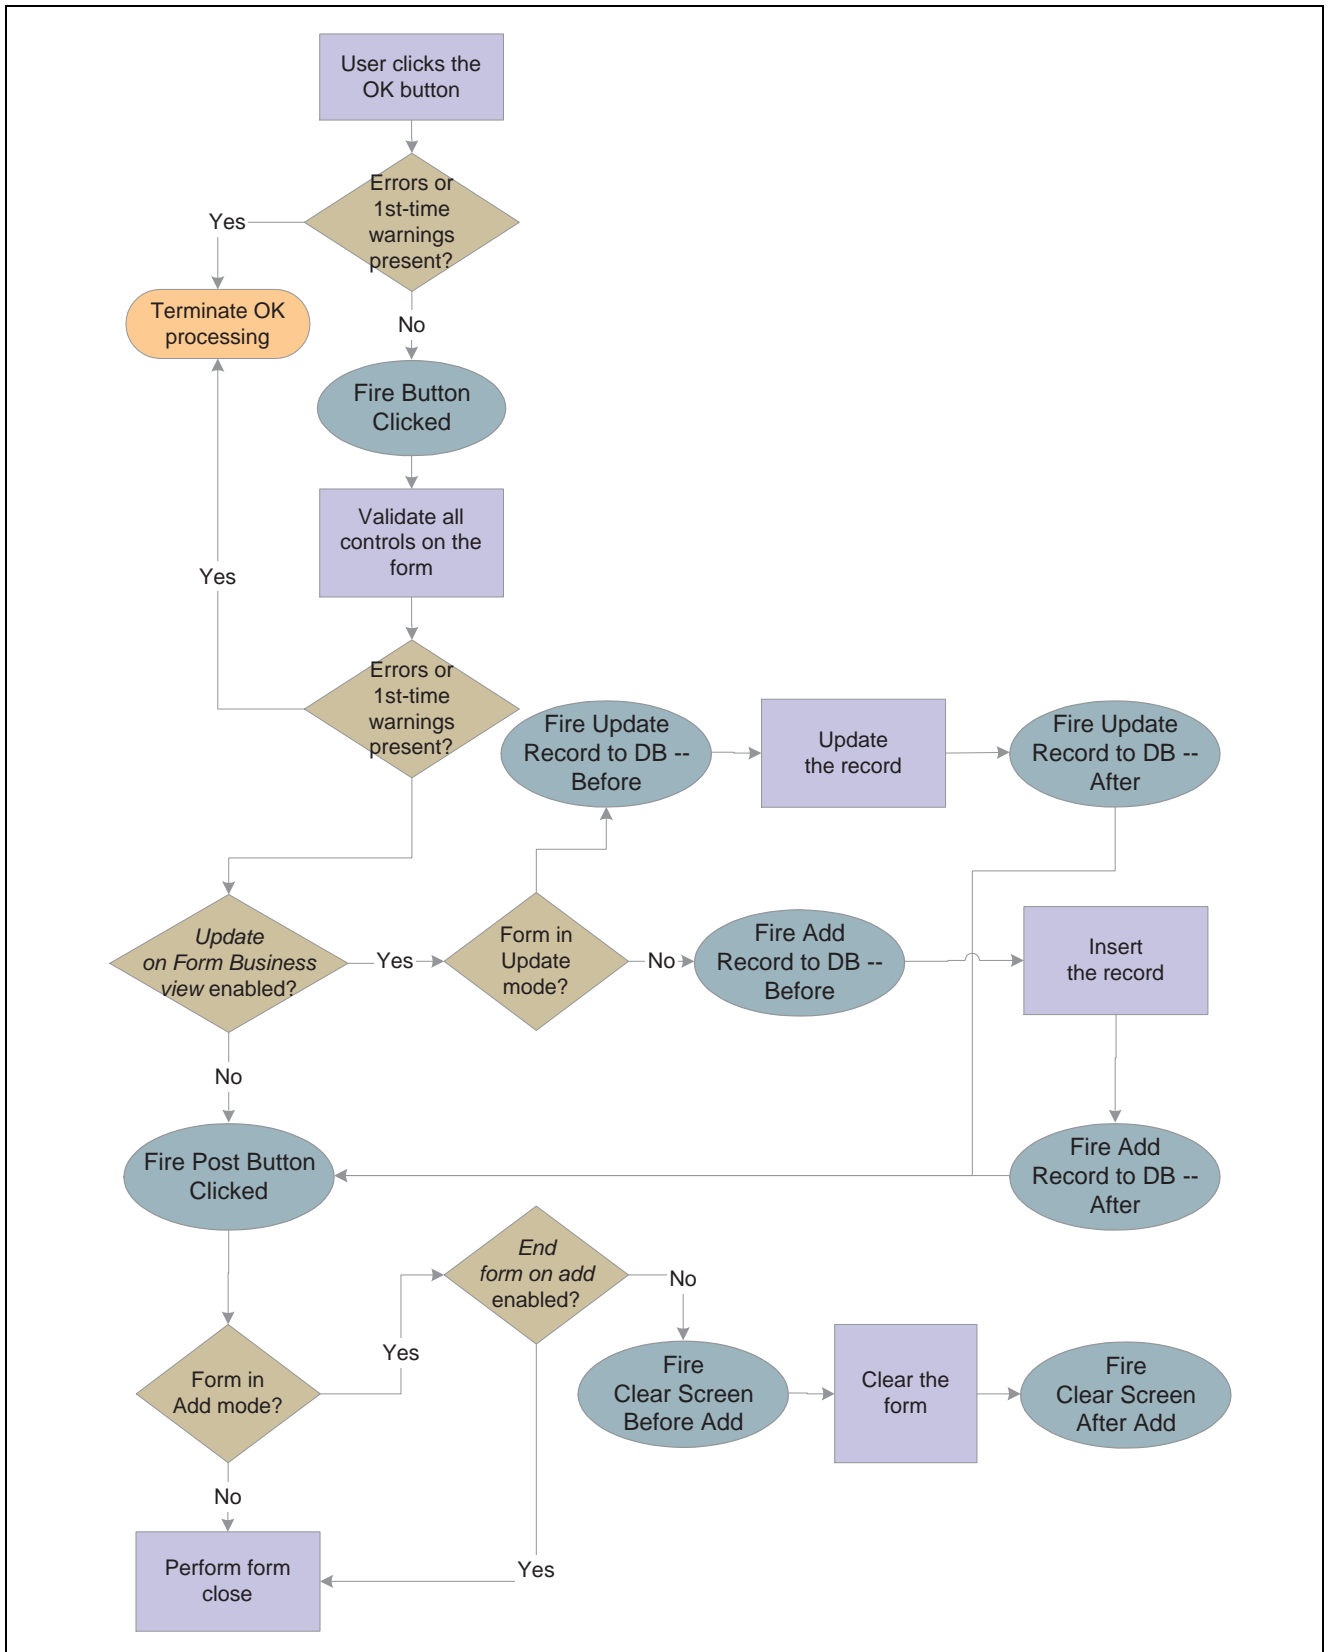 User clicks the
OK button
Errors or
1st-time
warnings
present?
Yes
Terminate OK
processing
No
Fire Button
Clicked
Validate all
controls on the
form
Yes
Errors or
1st-time
warnings
present?
Fire Update
Record to DB --
Before
Update
the record
Fire Update
Record to DB --
After
Update
on Form Business
view enabled?
Yes
Form in
Update
mode?
No
Fire Add
Record to DB --
Before
Insert
the record
No
Fire Post Button
Clicked
Fire Add
Record to DB --
After
End
form on add
enabled?
No
Yes
Form in
Add mode?
Fire
Clear Screen
Before Add
Clear the
form
Fire
Clear Screen
After Add
No
Perform form
close
Yes